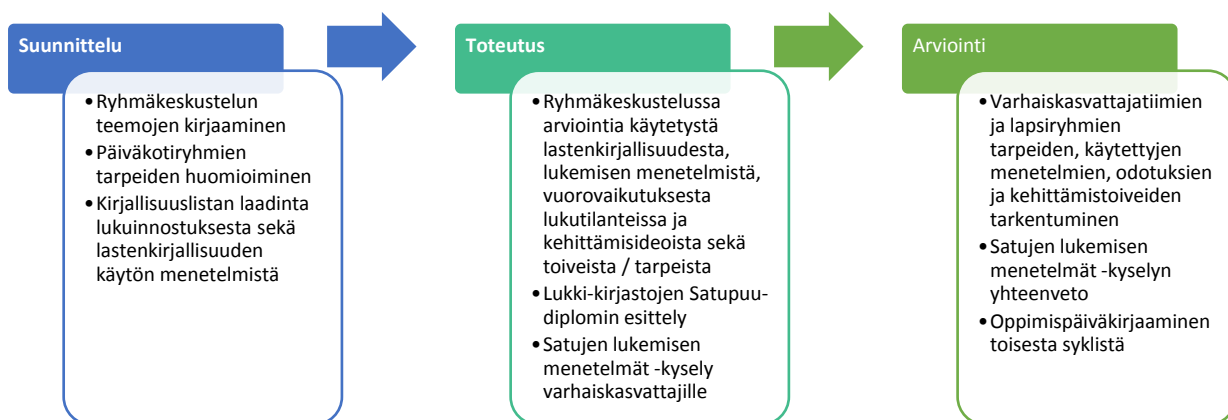 Suunnittelu
•Ryhmäkeskustelun
teemojen kirjaaminen
•Päiväkotiryhmien
tarpeiden huomioiminen
•Kirjallisuuslistan laadinta
lukuinnostuksesta sekä
lastenkirjallisuuden
käytön menetelmistä
Toteutus
•Ryhmäkeskustelussa
arviointia käytetystä
lastenkirjallisuudesta,
lukemisen menetelmistä,
vuorovaikutuksesta
lukutilanteissa ja
kehittämisideoista sekä
toiveista / tarpeista
•Lukki-kirjastojen Satupuu-
diplomin esittely
•Satujen lukemisen
menetelmät -kysely
varhaiskasvattajille
Arviointi
•Varhaiskasvattajatiimien
ja lapsiryhmien
tarpeiden, käytettyjen
menetelmien, odotuksien
ja kehittämistoiveiden
tarkentuminen
•Satujen lukemisen
menetelmät -kyselyn
yhteenveto
•Oppimispäiväkirjaaminen
toisesta syklistä